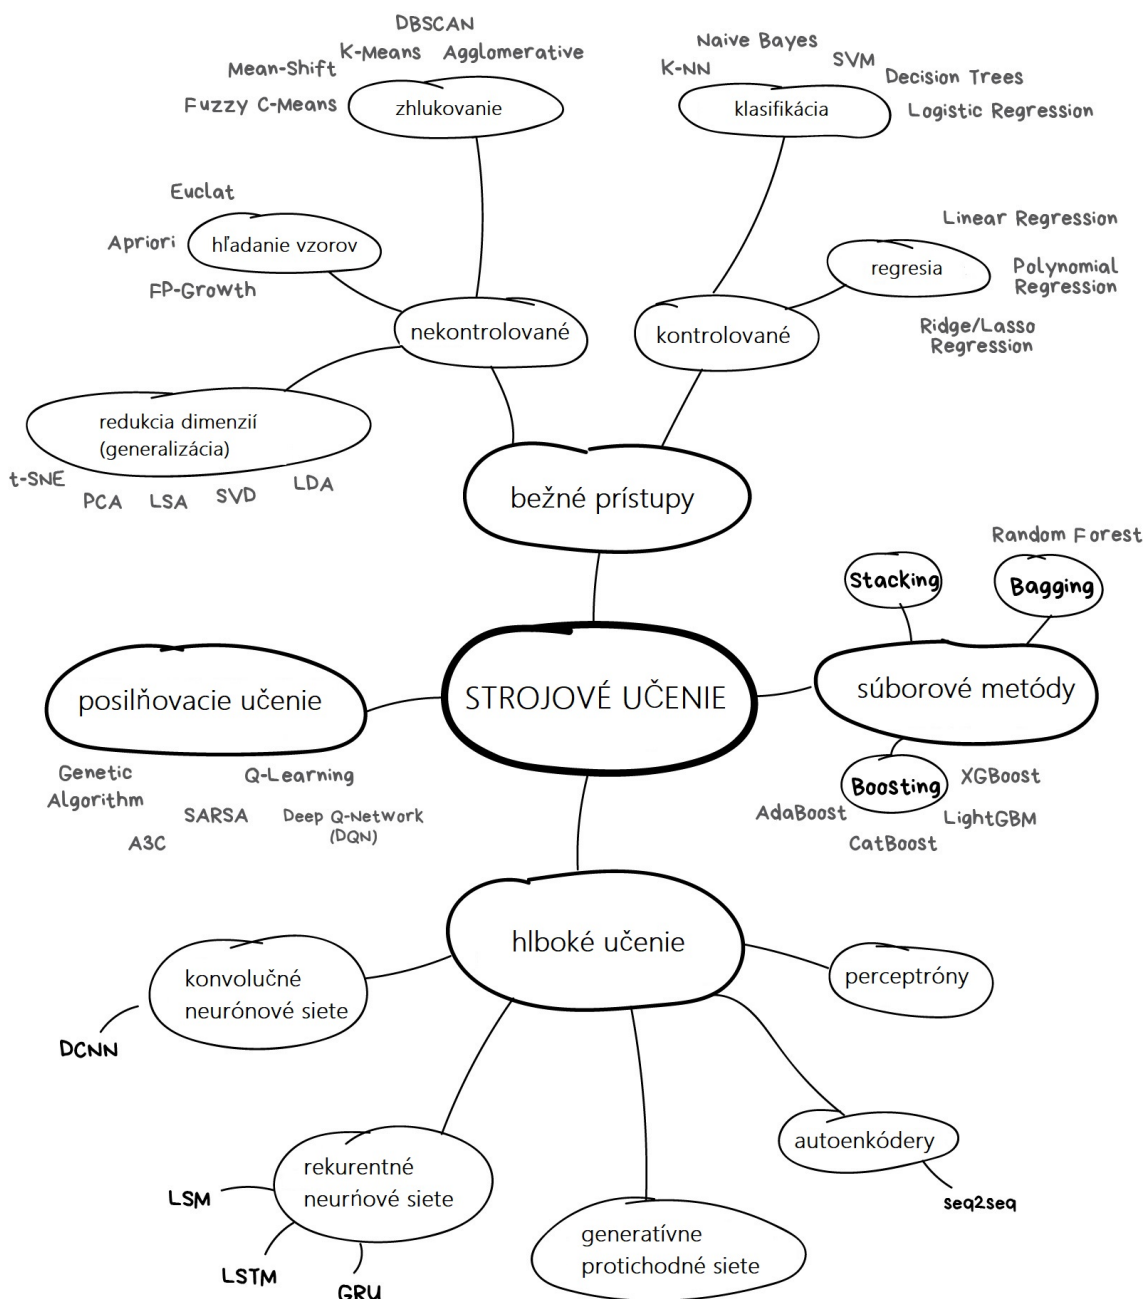 DBSCAN
K-Means
Agglomerative
Mean-Shift
Fuzzy C-Means
zhlukovanie
Naive Bayes
K-NN
SVM
Decision Trees
klasifikácia
Logistic Regression
Euclat
Apriori
hľadanie vzorov
FP-Growth
Linear Regression
regresia
Polynomial
Regression
Ridge/Lasso
Regression
nekontrolované
kontrolované
redukcia dimenzií
(generalizácia)
t-SNE
PCA
LSA
SVD
LDA
bežné prístupy
Random Forest
Stacking
Bagging
posilňovacie učenie
STROJOVÉ UČENIE
súborové metódy
Genetic
Algorithm
Q-Learning
SARSA
Deep Q-Network
(DQN)
A3C
Boosting
XGBoost
AdaBoost
LightGBM
CatBoost
hlboké učenie
konvolučné
neurónové siete
DCNN
perceptróny
autoenkódery
seq2seq
rekurentné
neurńové siete
LSM
LSTM
GRU
generatívne
protichodné siete